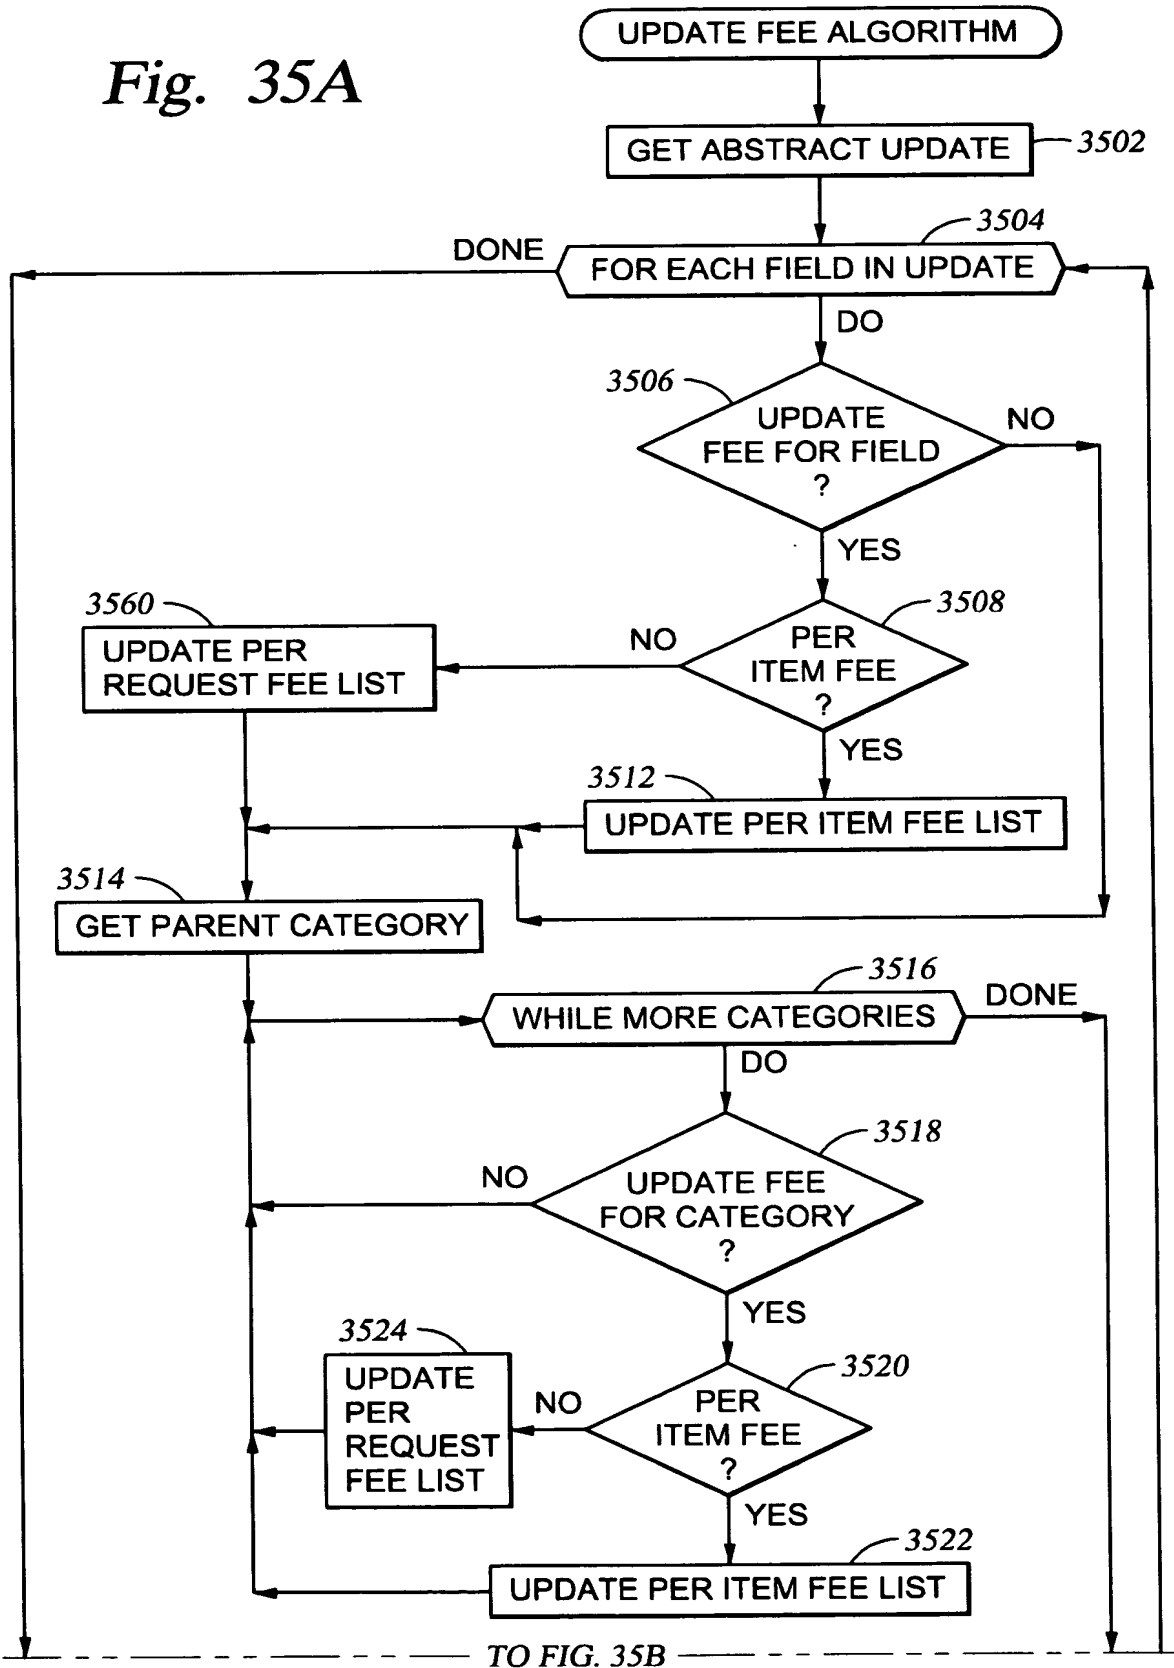 UPDATE FEE ALGORITHM
Fig. 35A
GET ABSTRACT UPDATE
3502
3504
DONE
FOR EACH FIELD IN UPDATE
DO
3506
UPDATE
FEE FOR FIELD
?
NO
YES
3560
3508
UPDATE PER
REQUEST FEE LIST
NO
PER
ITEM FEE
?
YES
3512
UPDATE PER ITEM FEE LIST
3514
GET PARENT CATEGORY
3516
WHILE MORE CATEGORIES
DONE
DO
3518
NO
UPDATE FEE
FOR CATEGORY
?
YES
3524
3520
UPDATE
PER
REQUEST
FEE LIST
NO
PER
ITEM FEE
?
YES
3522
UPDATE PER ITEM FEE LIST
TO FIG. 35B